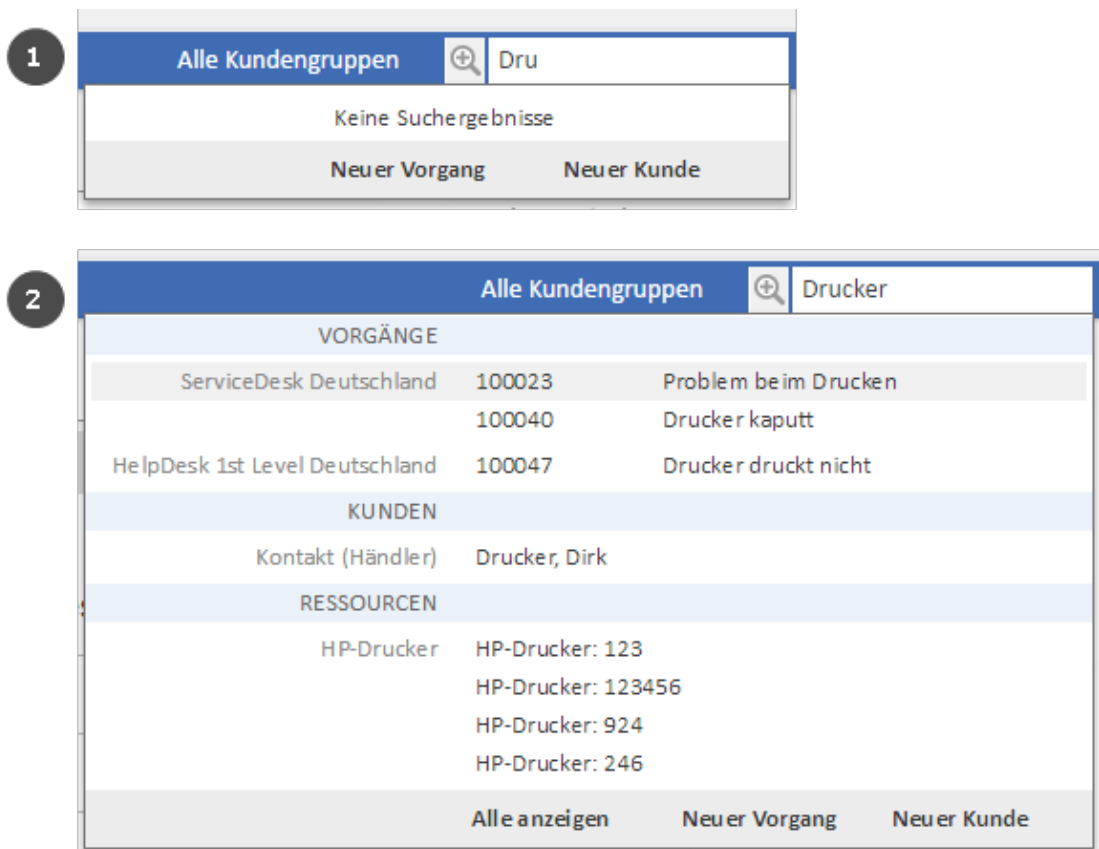 1
Alle Kundengruppen Dru
Keine Suchergebnisse
Neuer Vorgang Neuer Kunde
2
Alle Kundengruppen Drucker
VORGÄNGE
ServiceDesk Deutschland 100023 Problem beim Drucken
100040 Drucker kaputt
HelpDesk 1st Level Deutschland 100047 Drucker druckt nicht
KUNDEN
Kontakt (Händler) Drucker, Dirk
RESSOURCEN
HP-Drucker HP-Drucker: 123
HP-Drucker: 123456
HP-Drucker: 924
HP-Drucker: 246
Alle anzeigen Neuer Vorgang Neuer Kunde